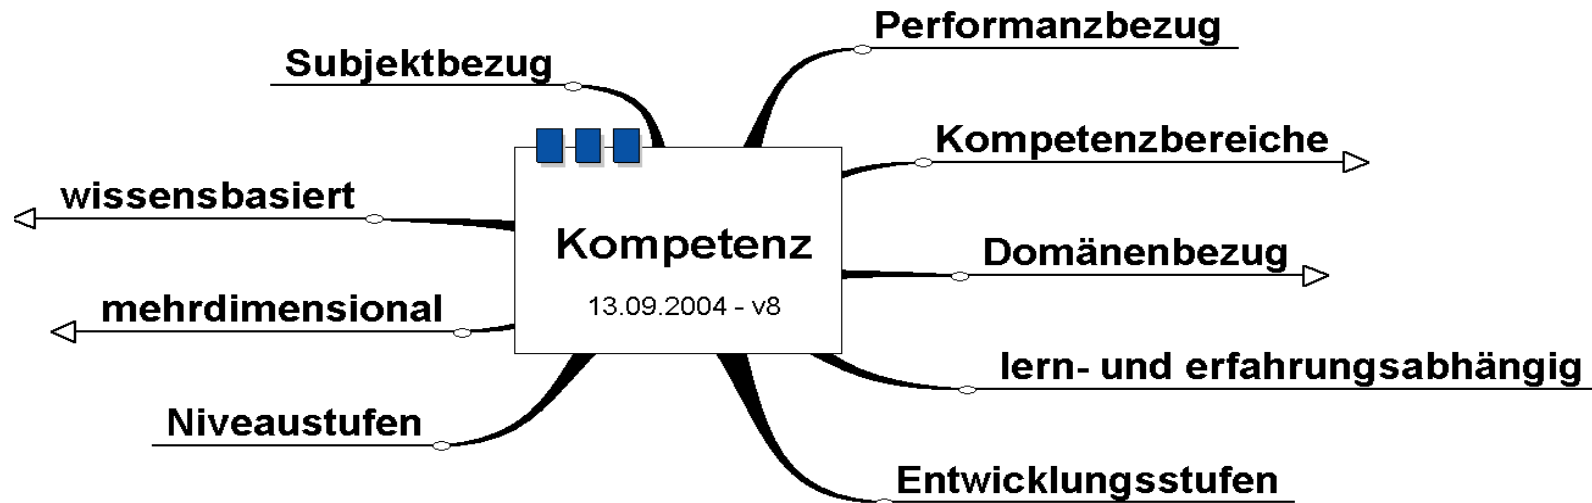 Performanzbezug
Subjektbezug
Kompetenzbereiche
wissensbasiert
Kompetenz
Domänenbezug
13.09.2004 - v8
mehrdimensional
lern- und erfahrungsabhängig
Niveaustufen
Entwicklungsstufen